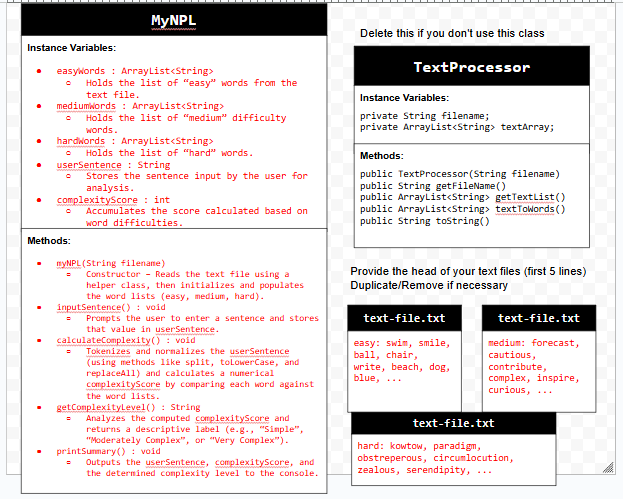 MyNPL
Instance Variables:
● easyWords : ArrayList<String>
○ Holds the list of “easy” words from the
text file.
● mediumWords : ArrayList<String>
○ Holds the list of “medium” difficulty
words.
● hardWords : ArrayList<String>
○ Holds the list of “hard” words.
● userSentence : String
○ Stores the sentence input by the user for
analysis.
● complexityScore : int
○ Accumulates the score calculated based on
word difficulties.
Methods:
● myNPL(String filename)
○ Constructor – Reads the text file using a
helper class, then initializes and populates
the word lists (easy, medium, hard).
● inputSentence() : void
○ Prompts the user to enter a sentence and stores
that value in userSentence.
● calculateComplexity() : void
○ Tokenizes and normalizes the userSentence
(using methods like split, toLowerCase, and
replaceAll) and calculates a numerical
complexityScore by comparing each word against
the word lists.
● getComplexityLevel() : String
○ Analyzes the computed complexityScore and
returns a descriptive label (e.g., “Simple”,
“Moderately Complex”, or “Very Complex”).
● printSummary() : void
○ Outputs the userSentence, complexityScore, and
the determined complexity level to the console.
Delete this if you don't use this class
TextProcessor
Instance Variables:
private String filename;
private ArrayList<String> textArray;
Methods:
public TextProcessor(String filename)
public String getFileName()
public ArrayList<String> getTextList()
public ArrayList<String> textToWords()
public String toString()
Provide the head of your text files (first 5 lines)
Duplicate/Remove if necessary
text-file.txt
easy: swim, smile,
ball, chair,
write, beach, dog,
blue, ...
text-file.txt
medium: forecast,
cautious,
contribute,
complex, inspire,
curious, ...
text-file.txt
hard: kowtow, paradigm,
obstreperous, circumlocution,
zealous, serendipity, ...